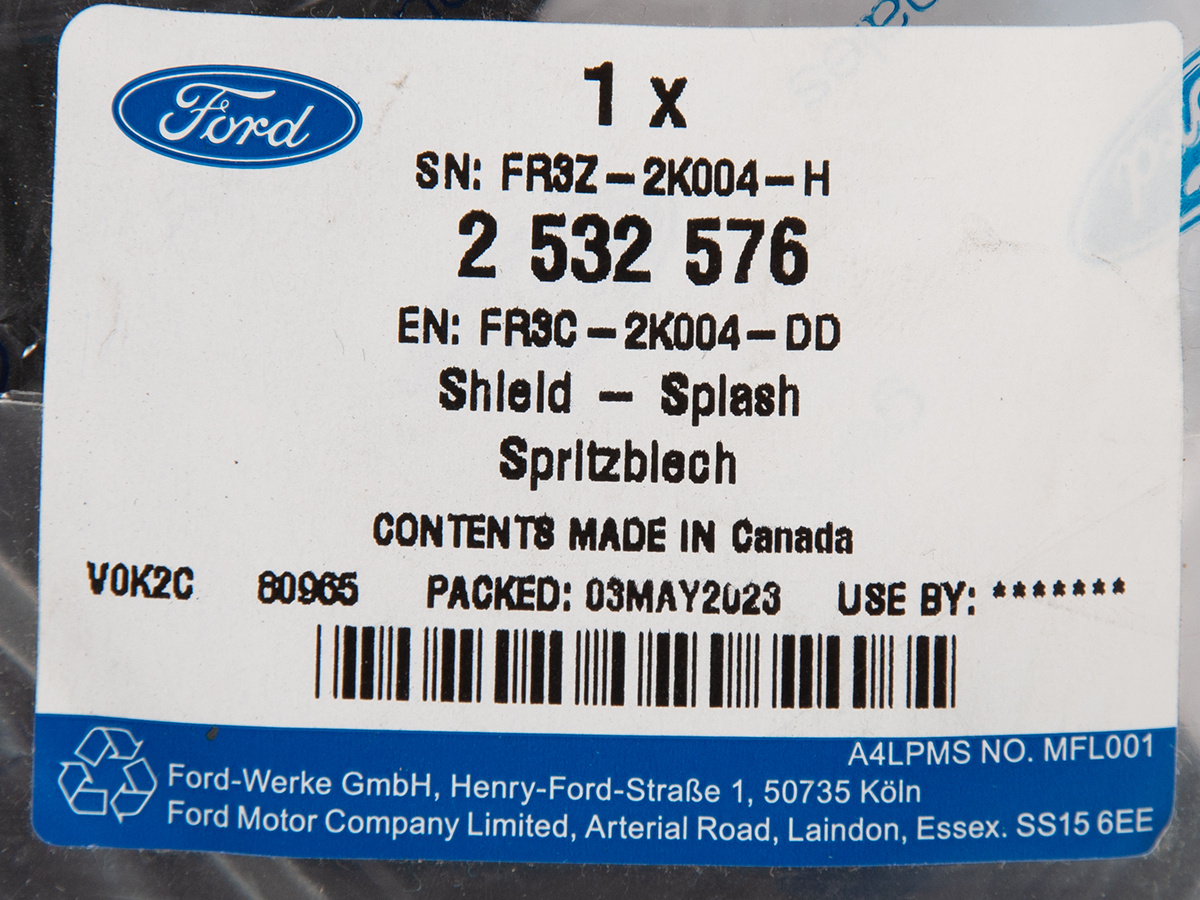 Ford
1 x
SN: FR3Z-2K004-H
2 532 576
EN: FR3C-2K004-DD
Shield - Splash
Spritzblech
CONTENTS MADE IN Canada
V0K2C 80965 PACKED: 03MAY2023 USE BY: *******
A4LPMS NO. MFL001
Ford-Werke GmbH, Henry-Ford-Straße 1, 50735 Köln
Ford Motor Company Limited, Arterial Road, Laindon, Essex. SS15 6EE